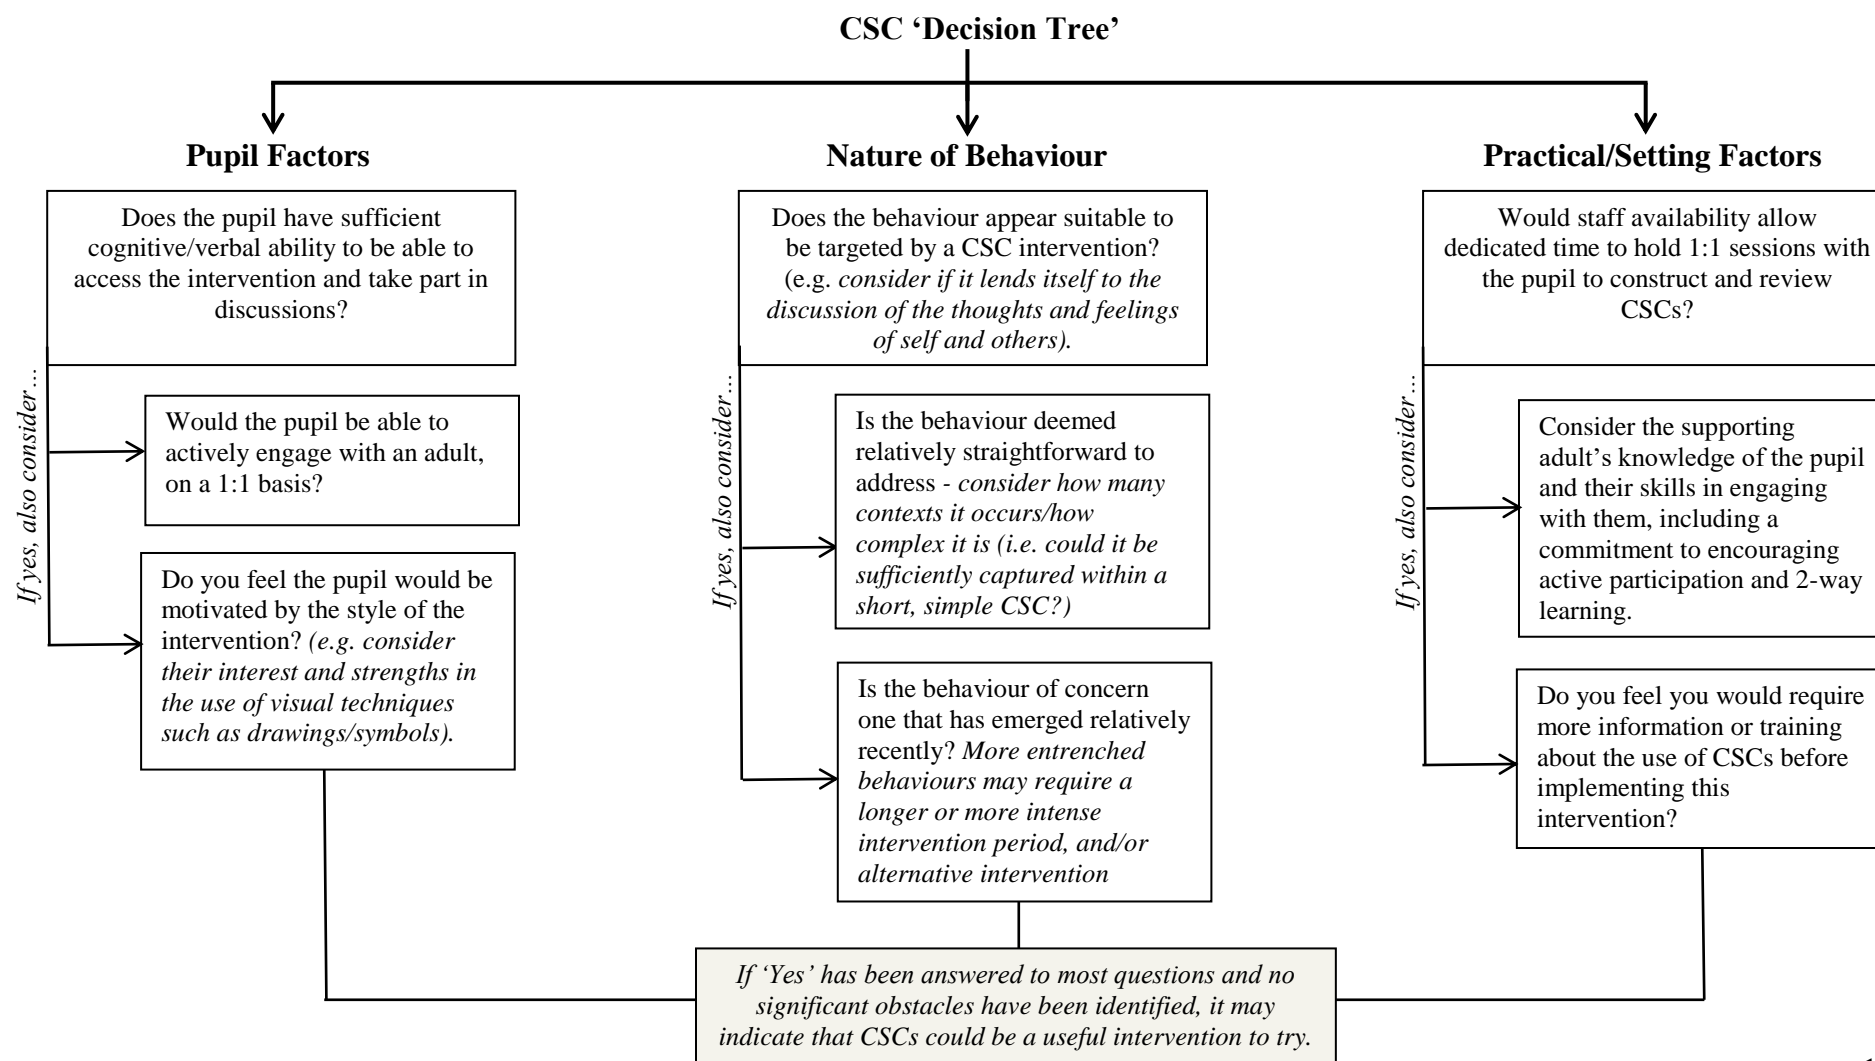 CSC ‘Decision Tree’
Pupil Factors
Does the pupil have sufficient
cognitive/verbal ability to be able to
access the intervention and take part in
discussions?
If yes, also consider…
Would the pupil be able to
actively engage with an adult,
on a 1:1 basis?
Do you feel the pupil would be
motivated by the style of the
intervention? (e.g. consider
their interest and strengths in
the use of visual techniques
such as drawings/symbols).
Nature of Behaviour
Does the behaviour appear suitable to
be targeted by a CSC intervention?
(e.g. consider if it lends itself to the
discussion of the thoughts and feelings
of self and others).
If yes, also consider…
Is the behaviour deemed
relatively straightforward to
address - consider how many
contexts it occurs/how
complex it is (i.e. could it be
sufficiently captured within a
short, simple CSC?)
Is the behaviour of concern
one that has emerged relatively
recently? More entrenched
behaviours may require a
longer or more intense
intervention period, and/or
alternative intervention
Practical/Setting Factors
Would staff availability allow
dedicated time to hold 1:1 sessions with
the pupil to construct and review
CSCs?
If yes, also consider…
Consider the supporting
adult’s knowledge of the pupil
and their skills in engaging
with them, including a
commitment to encouraging
active participation and 2-way
learning.
Do you feel you would require
more information or training
about the use of CSCs before
implementing this
intervention?
If ‘Yes’ has been answered to most questions and no
significant obstacles have been identified, it may
indicate that CSCs could be a useful intervention to try.